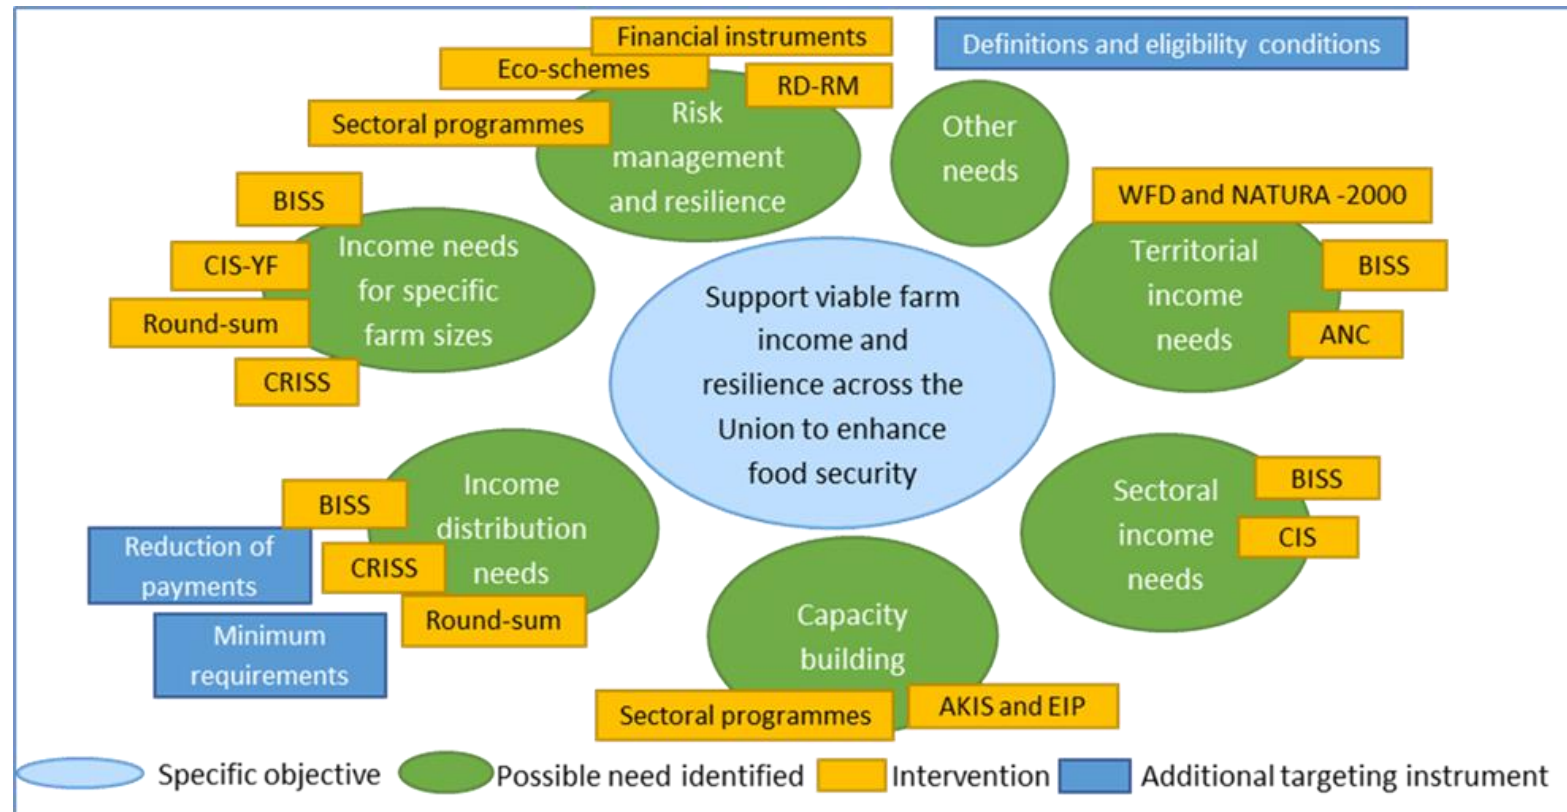 Financial instruments
Eco-schemes
RD-RM
Sectoral programmes
Risk
management
and resilience
Definitions and eligibility conditions
Other
needs
BISS
CIS-YF
Round-sum
CRISS
Income needs
for specific
farm sizes
WFD and NATURA -2000
Territorial
income
needs
BISS
ANC
Support viable farm
income and
resilience across the
Union to enhance
food security
BISS
CRISS
Round-sum
Income
distribution
needs
Reduction of
payments
Minimum
requirements
Sectoral
income
needs
BISS
CIS
Capacity
building
Sectoral programmes
AKIS and EIP
Specific objective
Possible need identified
Intervention
Additional targeting instrument